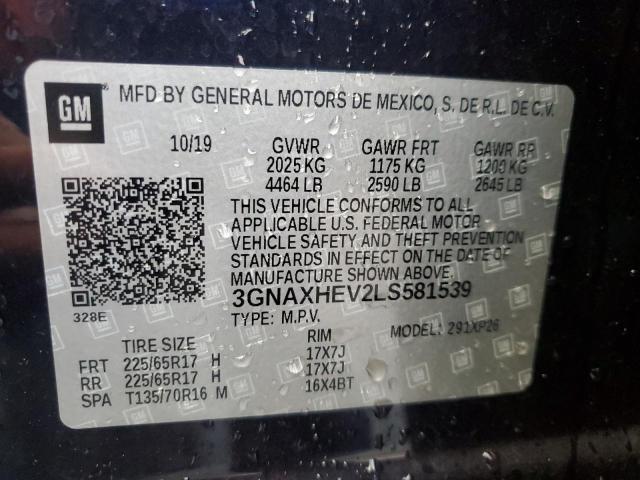 GM
MFD BY GENERAL MOTORS DE MEXICO, S. DE R.L. DE C.V.
10/19 GVWR GAWR FRT GAWR RR
2025 KG 1175 KG 1200 KG
4464 LB 2590 LB 2645 LB
THIS VEHICLE CONFORMS TO ALL
APPLICABLE U.S. FEDERAL MOTOR
VEHICLE SAFETY AND THEFT PREVENTION
STANDARDS IN EFFECT ON THE DATE OF
MANUFACTURE SHOWN ABOVE.
3GNAXHEV2LS581539
328E TYPE: M.P.V. MODEL: 291XP26
TIRE SIZE RIM
FRT 225/65R17 H 17X7J
RR 225/65R17 H 17X7J
SPA T135/70R16 M 16X4BT